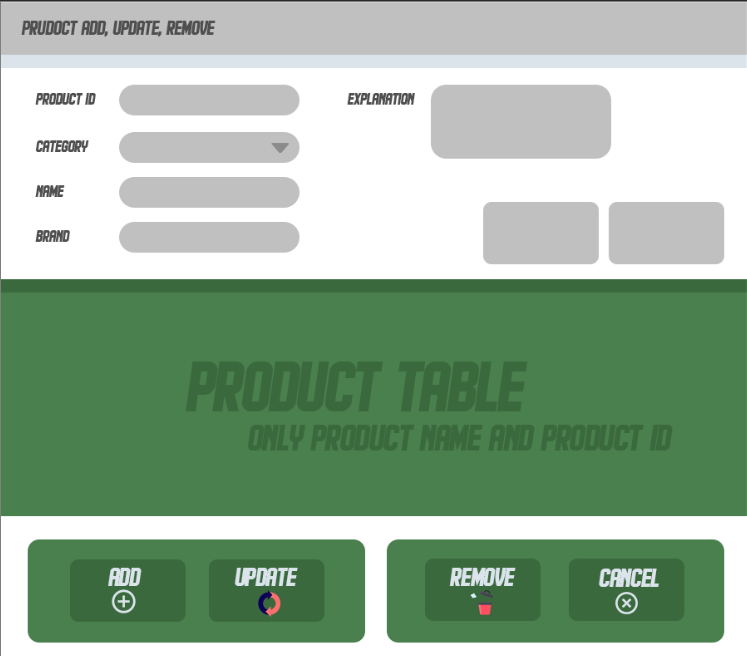 PRUDOCT ADD, UPDATE, REMOVE
PRODUCT ID
EXPLANATION
CATEGORY
NAME
BRAND
PRODUCT TABLE
ONLY PRODUCT NAME AND PRODUCT ID
ADD
UPDATE
REMOVE
CANCEL